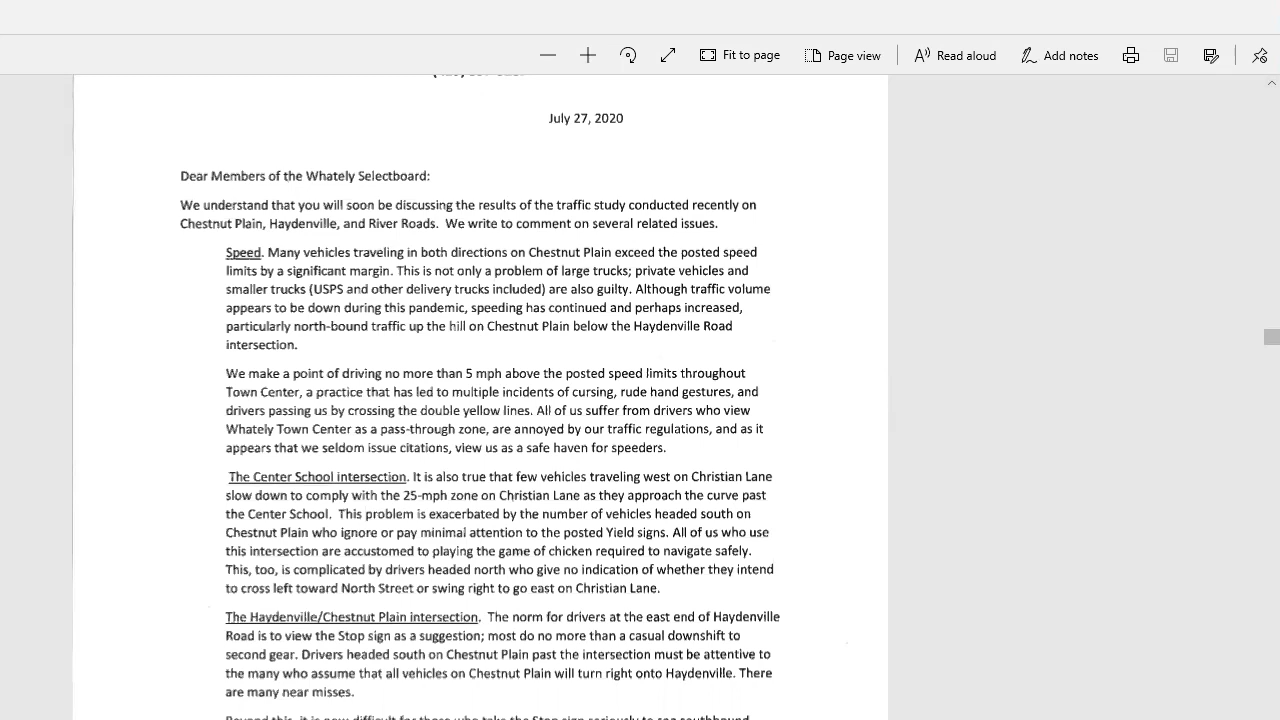 Fit to page
Page view
Read aloud
Add notes
July 27, 2020
Dear Members of the Whately Selectboard:
We understand that you will soon be discussing the results of the traffic study conducted recently on
Chestnut Plain, Haydenville, and River Roads.  We write to comment on several related issues.
Speed. Many vehicles traveling in both directions on Chestnut Plain exceed the posted speed
limits by a significant margin. This is not only a problem of large trucks; private vehicles and
smaller trucks (USPS and other delivery trucks included) are also guilty. Although traffic volume
appears to be down during this pandemic, speeding has continued and perhaps increased,
particularly north-bound traffic up the hill on Chestnut Plain below the Haydenville Road
intersection.
We make a point of driving no more than 5 mph above the posted speed limits throughout
Town Center, a practice that has led to multiple incidents of cursing, rude hand gestures, and
drivers passing us by crossing the double yellow lines. All of us suffer from drivers who view
Whately Town Center as a pass-through zone, are annoyed by our traffic regulations, and as it
appears that we seldom issue citations, view us as a safe haven for speeders.
The Center School intersection. It is also true that few vehicles traveling west on Christian Lane
slow down to comply with the 25-mph zone on Christian Lane as they approach the curve past
the Center School.  This problem is exacerbated by the number of vehicles headed south on
Chestnut Plain who ignore or pay minimal attention to the posted Yield signs. All of us who use
this intersection are accustomed to playing the game of chicken required to navigate safely.
This, too, is complicated by drivers headed north who give no indication of whether they intend
to cross left toward North Street or swing right to go east on Christian Lane.
The Haydenville/Chestnut Plain intersection.  The norm for drivers at the east end of Haydenville
Road is to view the Stop sign as a suggestion; most do no more than a casual downshift to
second gear. Drivers headed south on Chestnut Plain past the intersection must be attentive to
the many who assume that all vehicles on Chestnut Plain will turn right onto Haydenville. There
are many near misses.
Beyond this, it is now difficult for those who take the Stop sign seriously to see southbound